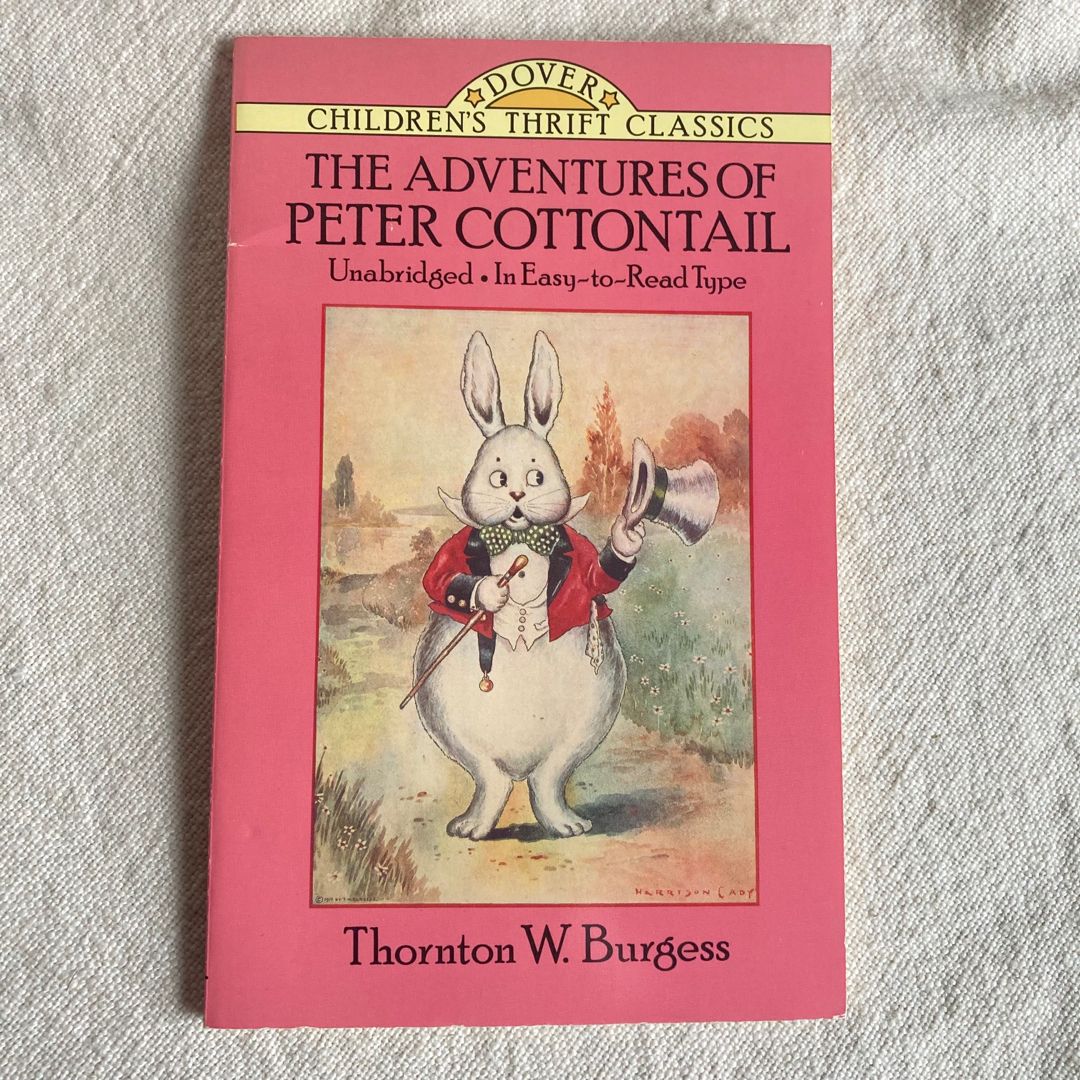 DOVER
CHILDREN'S THRIFT CLASSICS
THE ADVENTURES OF
PETER COTTONTAIL
Unabridged • In Easy-to-Read Type
HARRISON CADY
Thornton W. Burgess